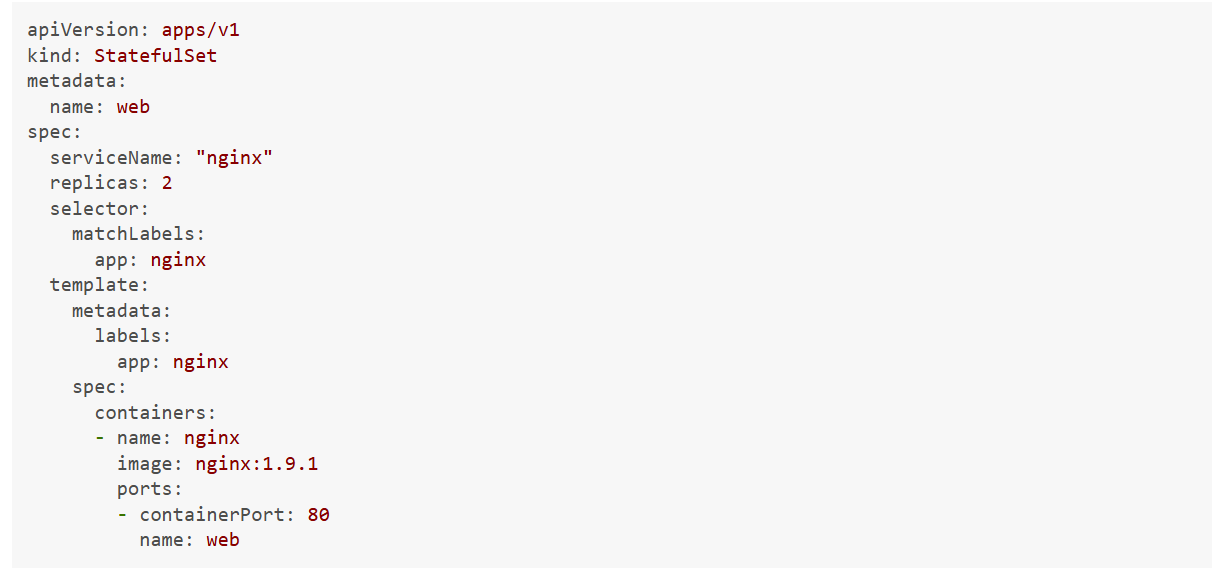 apiVersion: apps/v1
kind: StatefulSet
metadata:
  name: web
spec:
  serviceName: "nginx"
  replicas: 2
  selector:
    matchLabels:
      app: nginx
  template:
    metadata:
      labels:
        app: nginx
    spec:
      containers:
      - name: nginx
        image: nginx:1.9.1
        ports:
        - containerPort: 80
          name: web